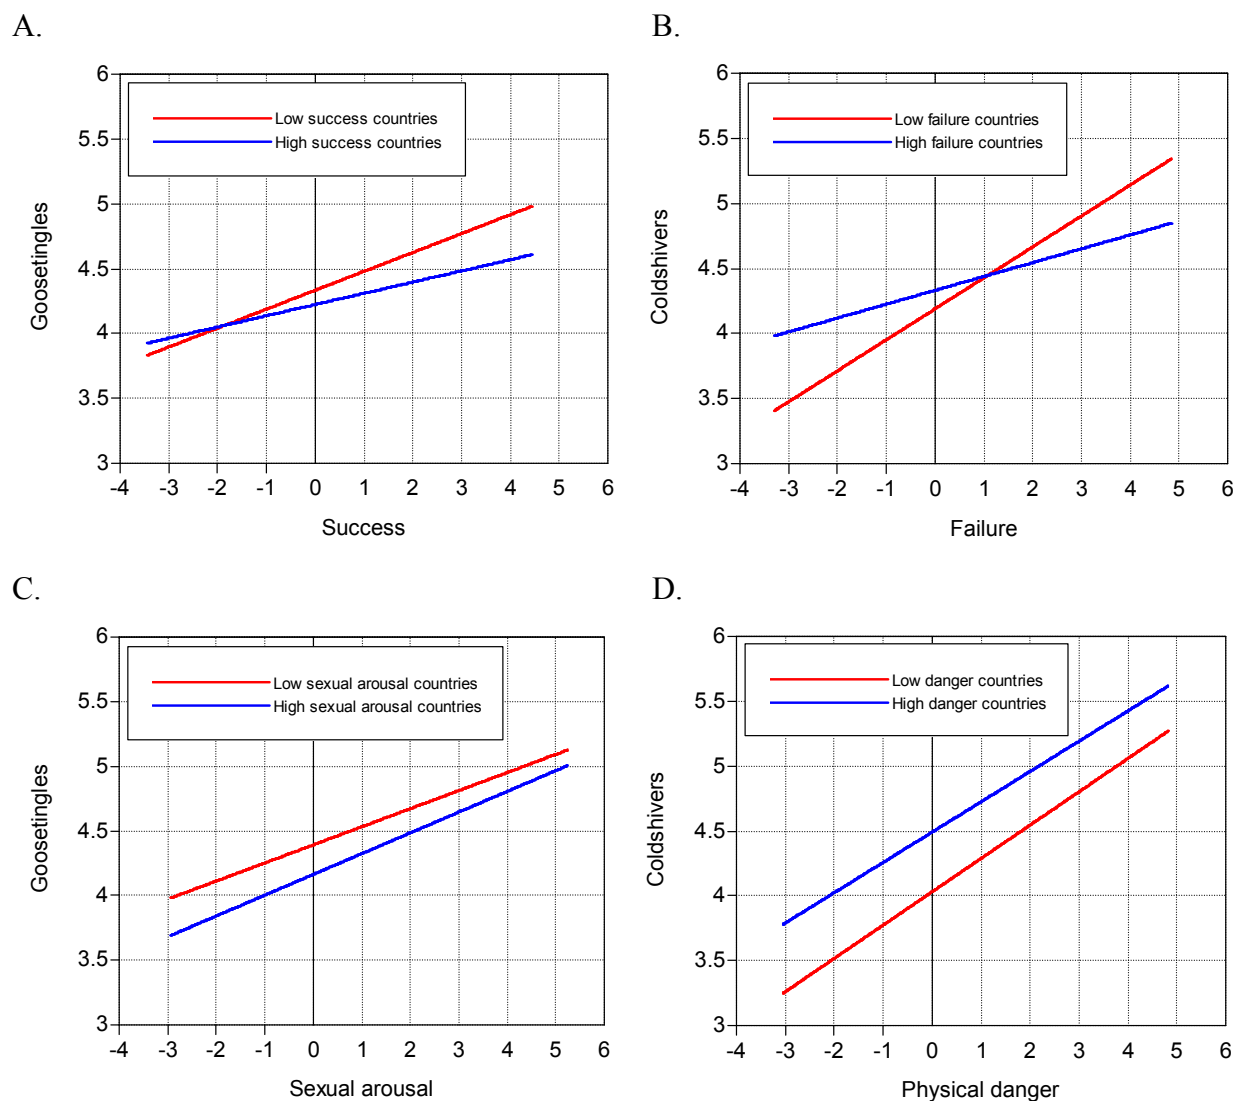 A.
6
5.5
5
4.5
4
3.5
3
Goosetingles
Low success countries
High success countries
-4 -3 -2 -1 0 1 2 3 4 5 6
Success
B.
6
5.5
5
4.5
4
3.5
3
Coldshivers
Low failure countries
High failure countries
-4 -3 -2 -1 0 1 2 3 4 5 6
Failure
C.
6
5.5
5
4.5
4
3.5
3
Goosetingles
Low sexual arousal countries
High sexual arousal countries
-4 -3 -2 -1 0 1 2 3 4 5 6
Sexual arousal
D.
6
5.5
5
4.5
4
3.5
3
Coldshivers
Low danger countries
High danger countries
-4 -3 -2 -1 0 1 2 3 4 5 6
Physical danger